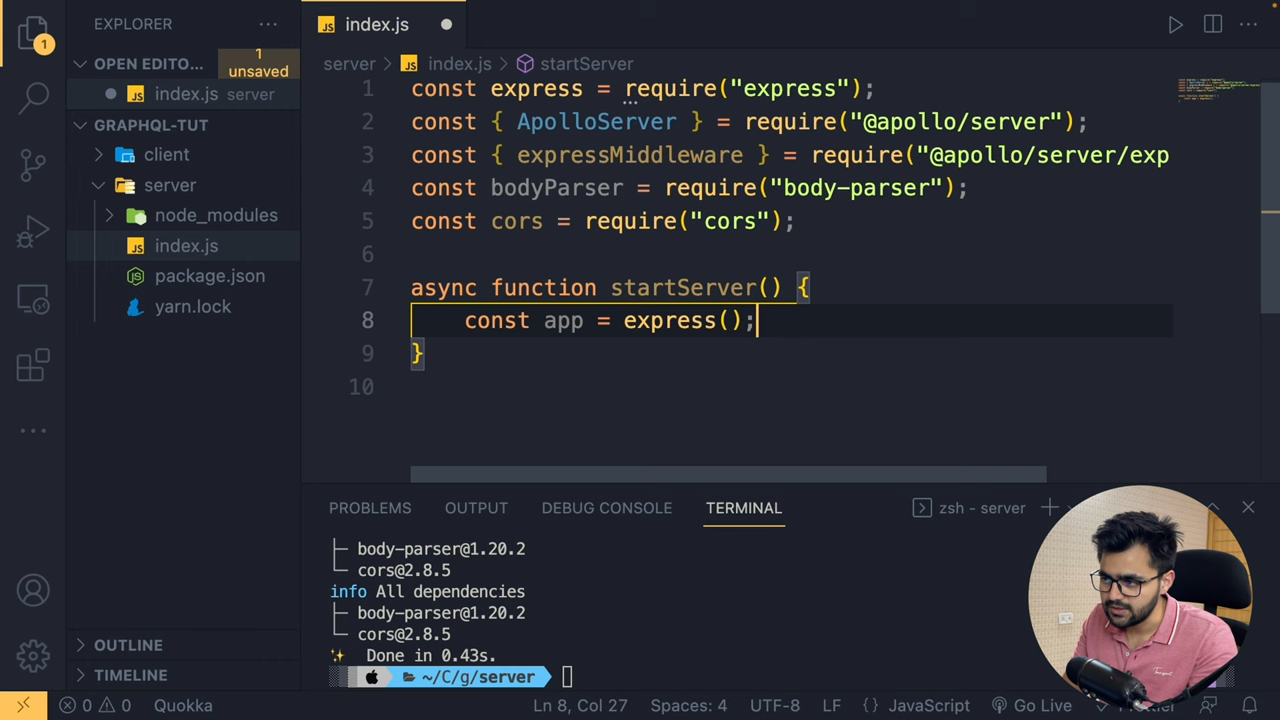 EXPLORER
OPEN EDITO...
1
unsaved
index.js server
GRAPHQL-TUT
client
server
node_modules
index.js
package.json
yarn.lock
OUTLINE
TIMELINE
1
index.js
server > index.js > startServer
1 const express = require("express");
2 const { ApolloServer } = require("@apollo/server");
3 const { expressMiddleware } = require("@apollo/server/exp
4 const bodyParser = require("body-parser");
5 const cors = require("cors");
6
7 async function startServer() {
8 const app = express();
9 }
10
PROBLEMS OUTPUT DEBUG CONSOLE TERMINAL zsh - server
├─ body-parser@1.20.2
└─ cors@2.8.5
info All dependencies
├─ body-parser@1.20.2
└─ cors@2.8.5
✨ Done in 0.43s.
~/C/g/server
0 0 Quokka Ln 8, Col 27 Spaces: 4 UTF-8 LF {} JavaScript Go Live